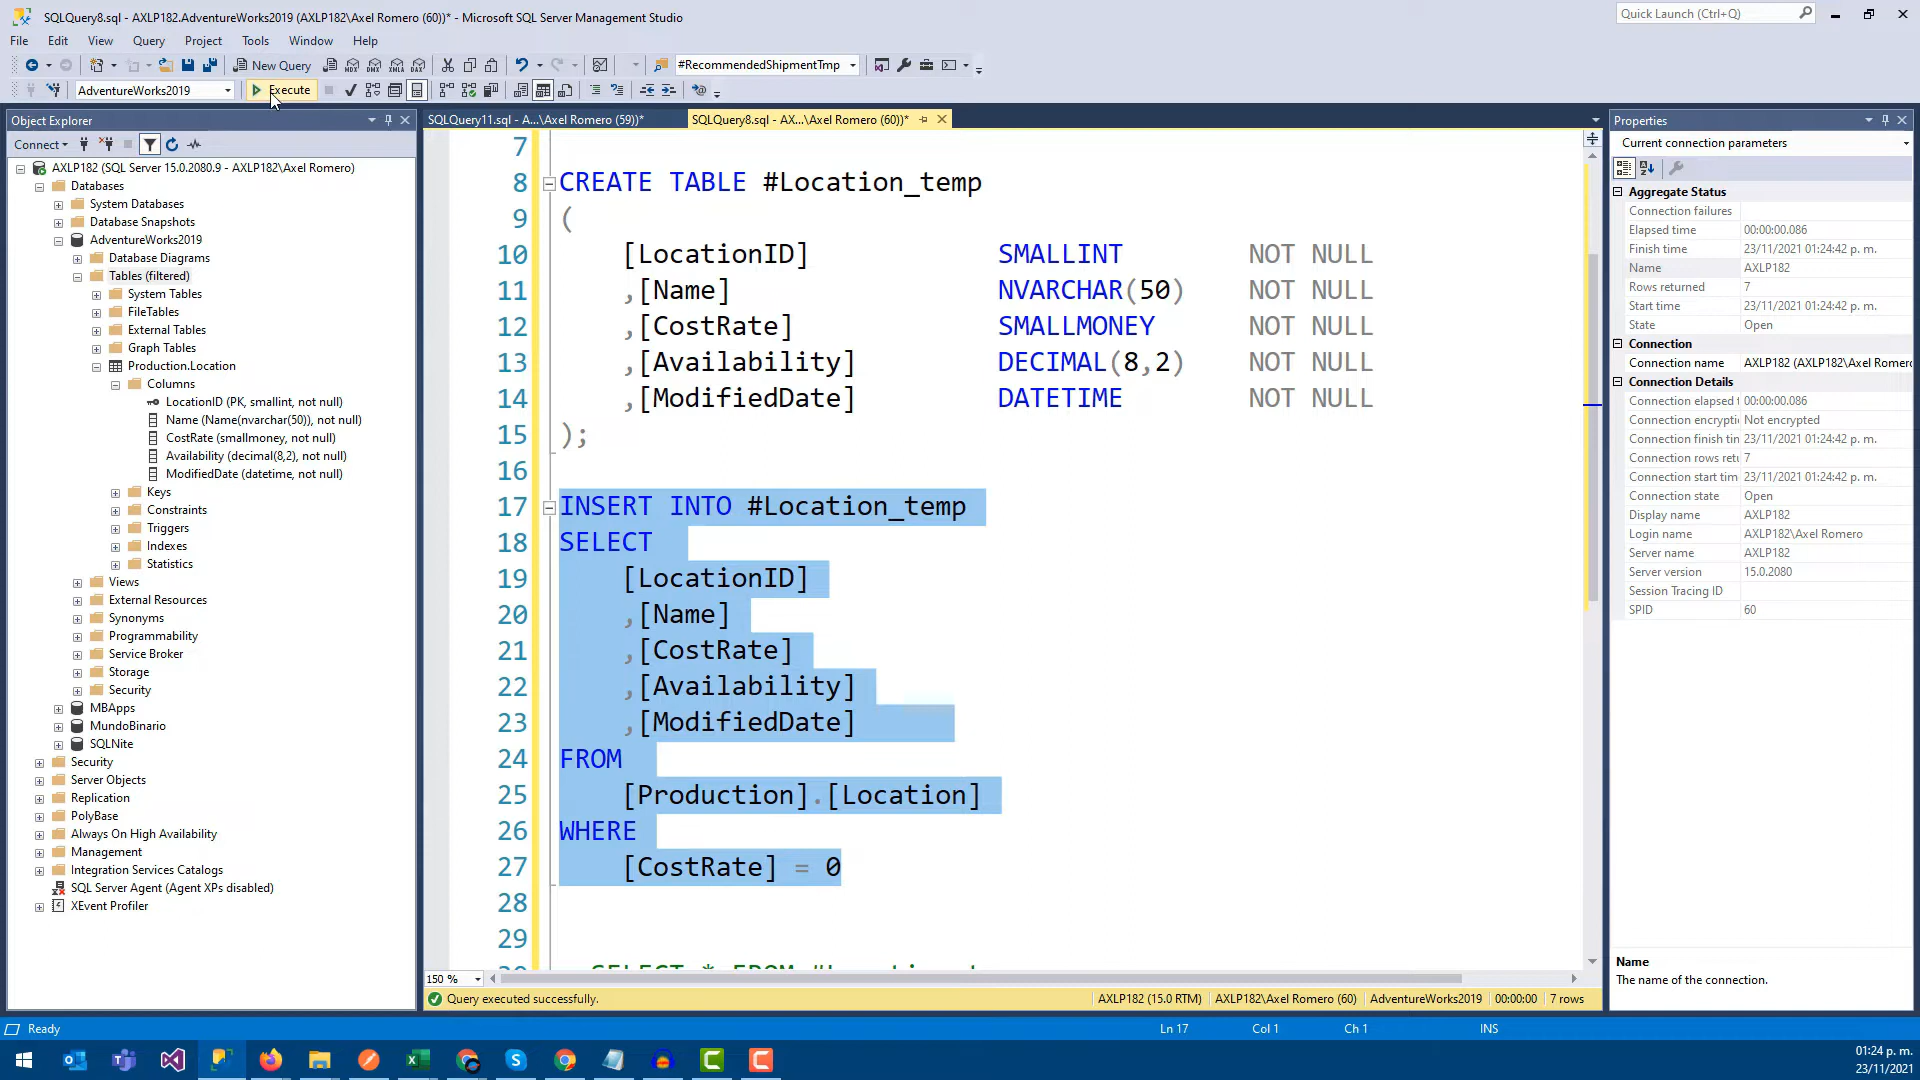 SQLQuery8.sql - AXLP182.AdventureWorks2019 (AXLP182\Axel Romero (60))* - Microsoft SQL Server Management Studio
Quick Launch (Ctrl+Q)
File Edit View Query Project Tools Window Help
New Query MDX DMX XMLA DAX #RecommendedShipmentTmp
AdventureWorks2019 Execute
Object Explorer
Connect
AXLP182 (SQL Server 15.0.2080.9 - AXLP182\Axel Romero)
Databases
System Databases
Database Snapshots
AdventureWorks2019
Database Diagrams
Tables (filtered)
System Tables
FileTables
External Tables
Graph Tables
Production.Location
Columns
LocationID (PK, smallint, not null)
Name (Name(nvarchar(50)), not null)
CostRate (smallmoney, not null)
Availability (decimal(8,2), not null)
ModifiedDate (datetime, not null)
Keys
Constraints
Triggers
Indexes
Statistics
Views
External Resources
Synonyms
Programmability
Service Broker
Storage
Security
MBApps
MundoBinario
SQLNite
Security
Server Objects
Replication
PolyBase
Always On High Availability
Management
Integration Services Catalogs
SQL Server Agent (Agent XPs disabled)
XEvent Profiler
SQLQuery11.sql - A...\Axel Romero (59))* SQLQuery8.sql - AX...\Axel Romero (60))*
7
8 CREATE TABLE #Location_temp
9 (
10 [LocationID] SMALLINT NOT NULL
11 ,[Name] NVARCHAR(50) NOT NULL
12 ,[CostRate] SMALLMONEY NOT NULL
13 ,[Availability] DECIMAL(8,2) NOT NULL
14 ,[ModifiedDate] DATETIME NOT NULL
15 );
16
17 INSERT INTO #Location_temp
18 SELECT
19 [LocationID]
20 ,[Name]
21 ,[CostRate]
22 ,[Availability]
23 ,[ModifiedDate]
24 FROM
25 [Production].[Location]
26 WHERE
27 [CostRate] = 0
28
29
SELECT * FROM
150 %
Query executed successfully. AXLP182 (15.0 RTM) AXLP182\Axel Romero (60) AdventureWorks2019 00:00:00 7 rows
Properties
Current connection parameters
Aggregate Status
Connection failures
Elapsed time 00:00:00.086
Finish time 23/11/2021 01:24:42 p. m.
Name AXLP182
Rows returned 7
Start time 23/11/2021 01:24:42 p. m.
State Open
Connection
Connection name AXLP182 (AXLP182\Axel Romero
Connection Details
Connection elapsed t 00:00:00.086
Connection encryptic Not encrypted
Connection finish tin 23/11/2021 01:24:42 p. m.
Connection rows retu 7
Connection start tim 23/11/2021 01:24:42 p. m.
Connection state Open
Display name AXLP182
Login name AXLP182\Axel Romero
Server name AXLP182
Server version 15.0.2080
Session Tracing ID
SPID 60
Name
The name of the connection.
Ready Ln 17 Col 1 Ch 1 INS
01:24 p. m.
23/11/2021